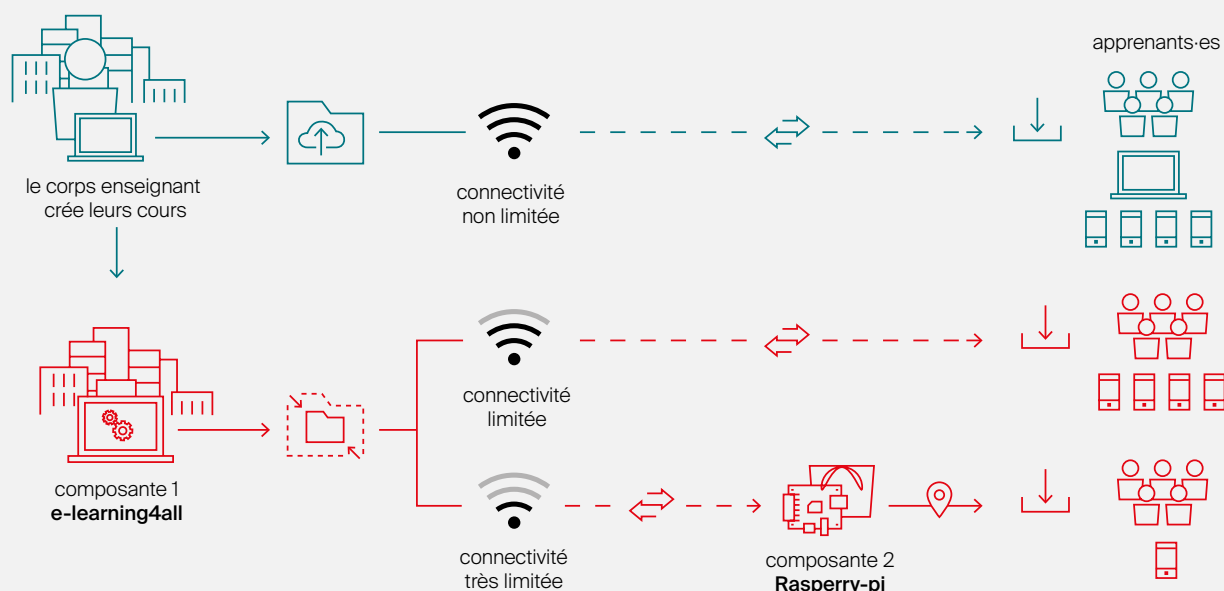 apprenants·es
le corps enseignant
crée leurs cours
connectivité
non limitée
connectivité
limitée
composante 1
e-learning4all
connectivité
très limitée
composante 2
Rasperry-pi